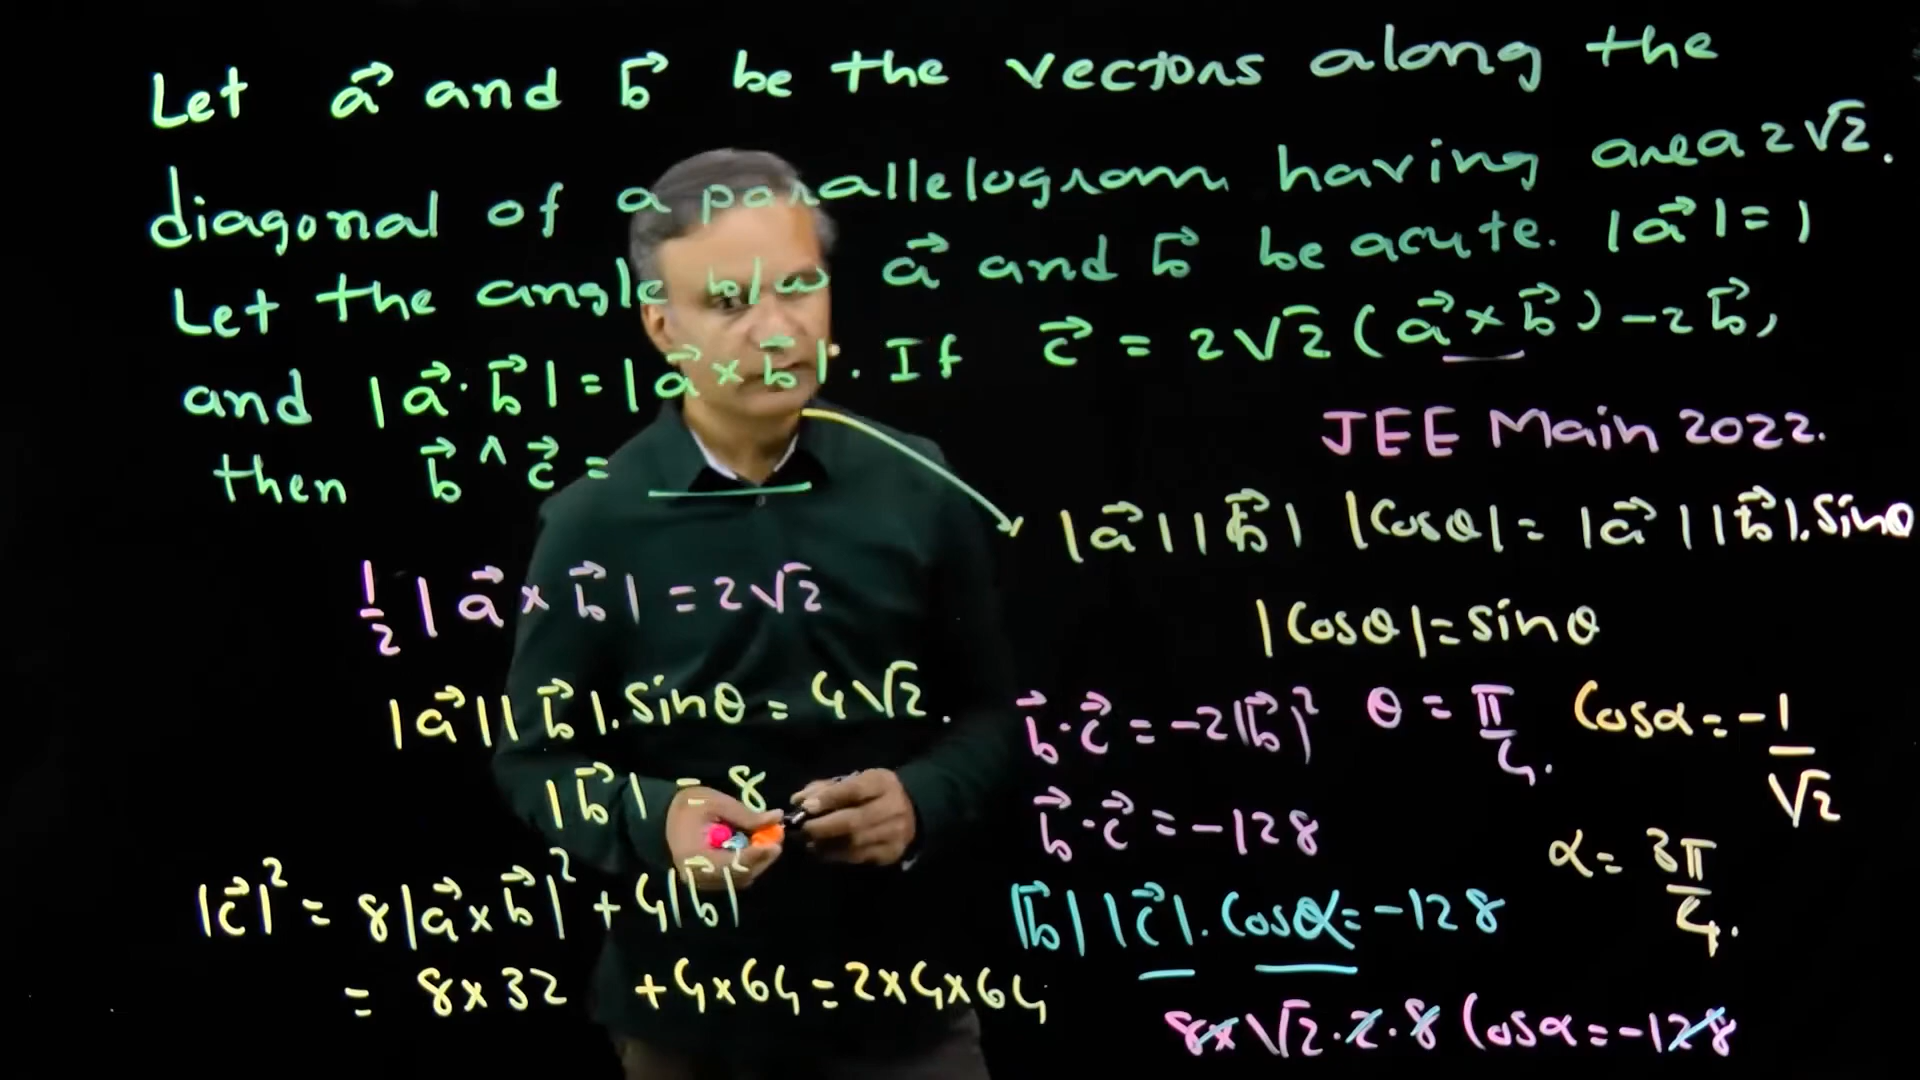 Let a⃗ and b⃗ be the vectors along the
diagonal of a parallelogram having area 2√2.
Let the angle b/w a⃗ and b⃗ be acute. |a⃗| = 1
and |a⃗·b⃗| = |a⃗×b⃗|. If c⃗ = 2√2(a⃗×b⃗) – 2b⃗,
then b⃗ ^ c⃗ =
JEE Main 2022.
|a⃗||b⃗| |Cosθ| = |a⃗||b⃗|.Sinθ
|Cosθ| = sinθ
θ = π/4.
½|a⃗×b⃗| = 2√2
|a⃗||b⃗|.Sinθ = 4√2.
|b⃗| = 8
|c⃗|² = 8|a⃗×b⃗|² + 4|b⃗|²
= 8×32 + 4×64 = 2×4×64
b⃗·c⃗ = -2|b⃗|²
b⃗·c⃗ = -128
|b⃗||c⃗|.Cosα = -128
8×√2·2·8 Cosα = -128
Cosα = -1/√2
α = 3π/4.